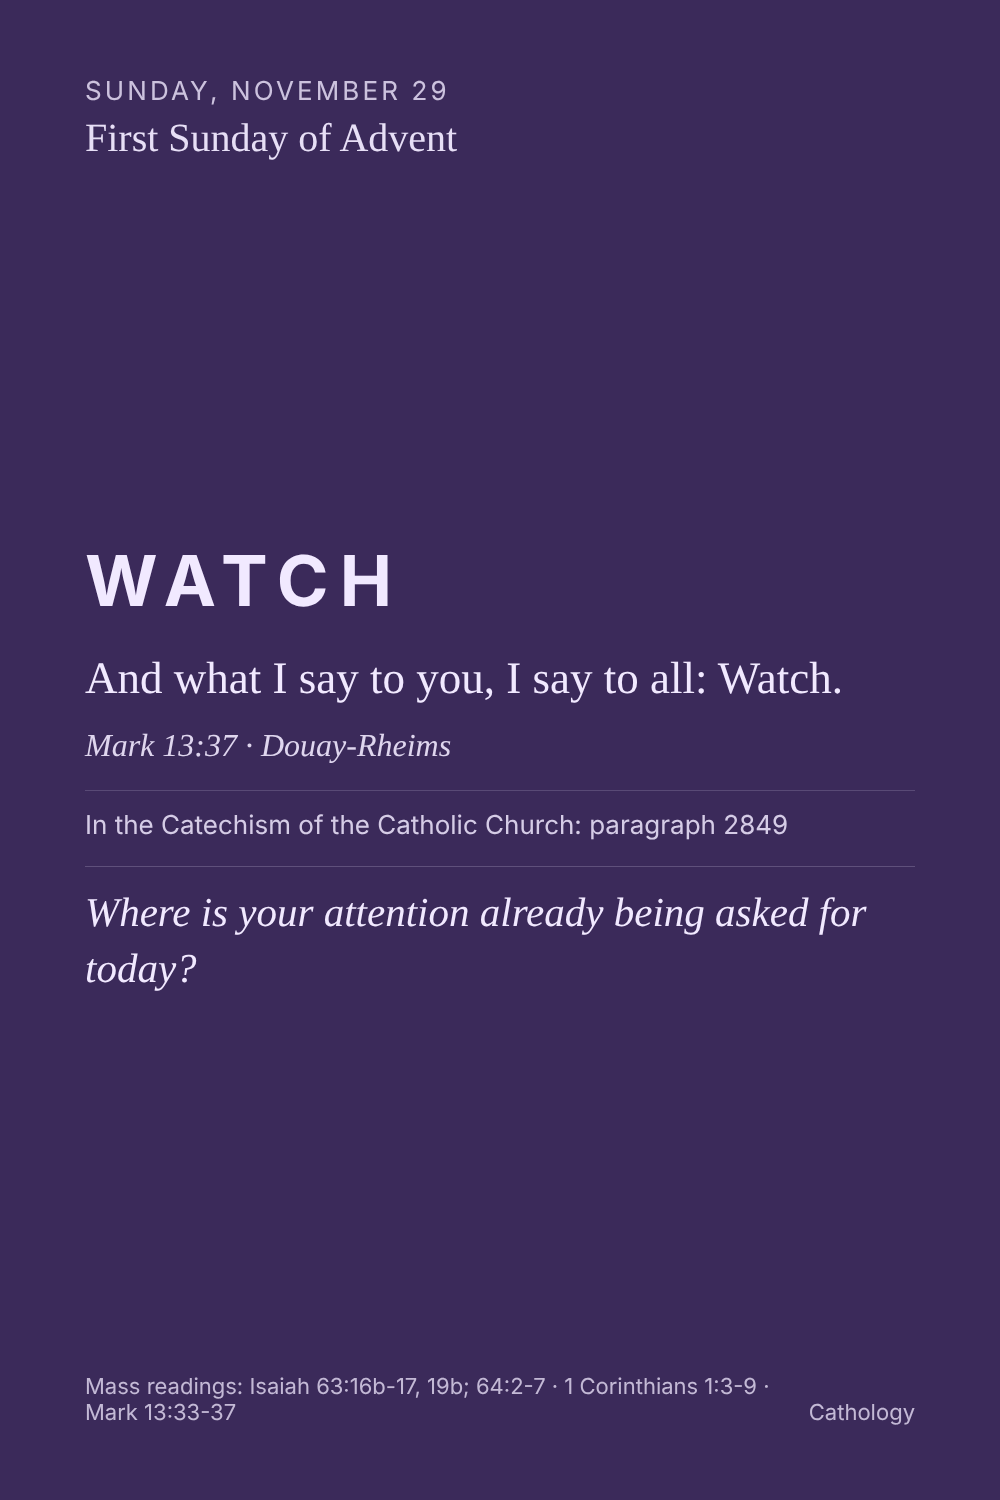 SUNDAY, NOVEMBER 29
First Sunday of Advent
WATCH
And what I say to you, I say to all: Watch.
Mark 13:37 · Douay-Rheims
In the Catechism of the Catholic Church: paragraph 2849
Where is your attention already being asked for
today?
Mass readings: Isaiah 63:16b-17, 19b; 64:2-7 · 1 Corinthians 1:3-9 ·
Mark 13:33-37
Cathology